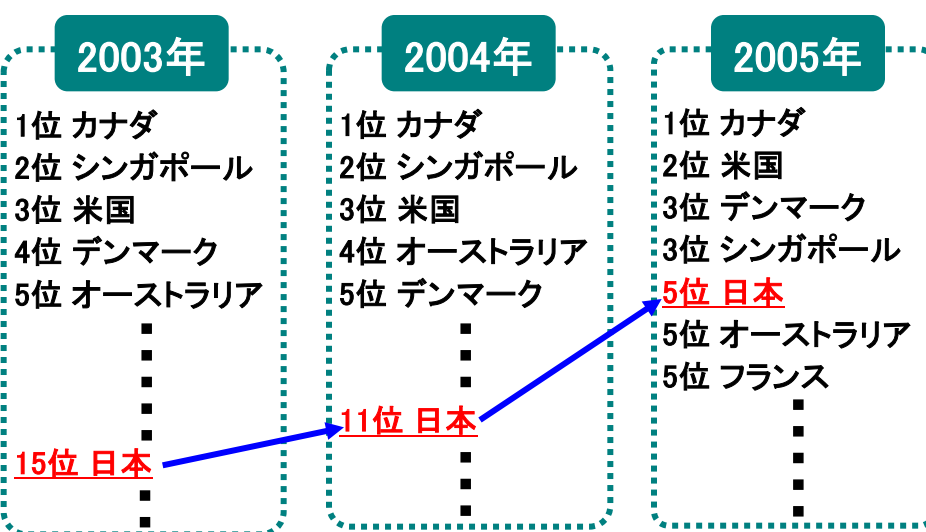 2003年
1位 カナダ
2位 シンガポール
3位 米国
4位 デンマーク
5位 オーストラリア
15位 日本
2004年
1位 カナダ
2位 シンガポール
3位 米国
4位 オーストラリア
5位 デンマーク
11位 日本
2005年
1位 カナダ
2位 米国
3位 デンマーク
3位 シンガポール
5位 日本
5位 オーストラリア
5位 フランス